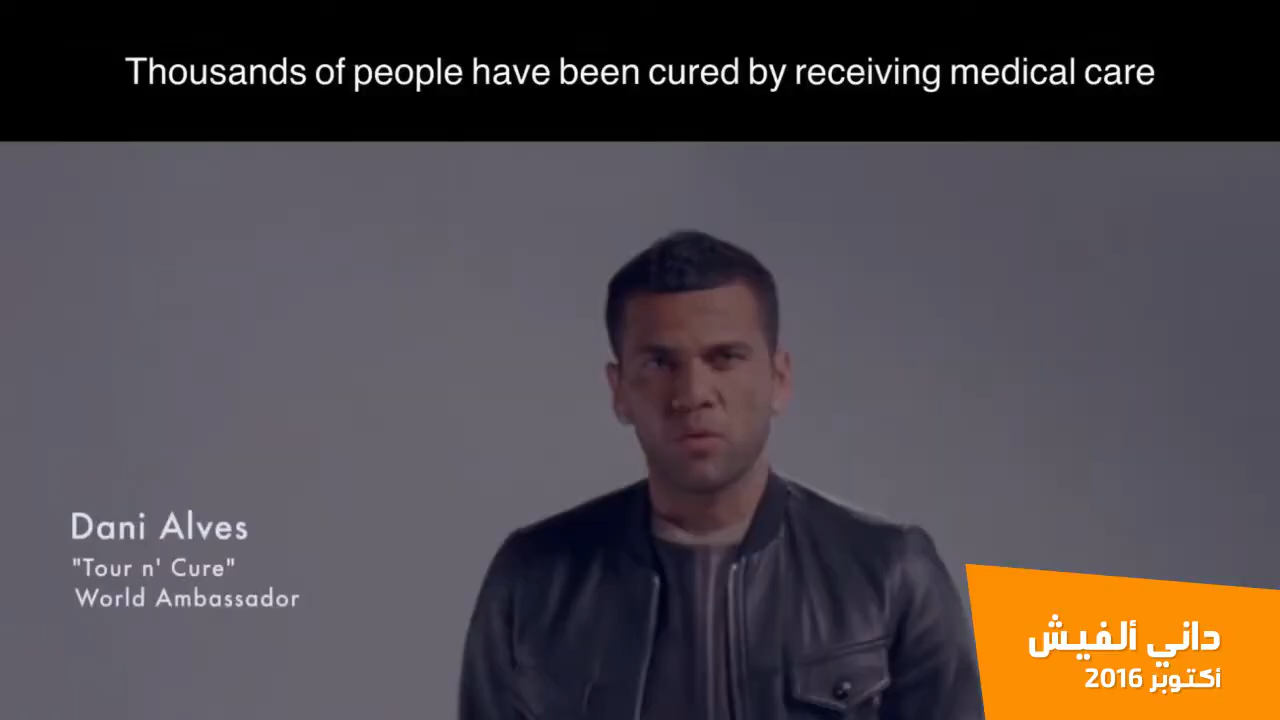 Thousands of people have been cured by receiving medical care
Dani Alves
"Tour n' Cure"
World Ambassador
داني ألفيش
أكتوبر 2016